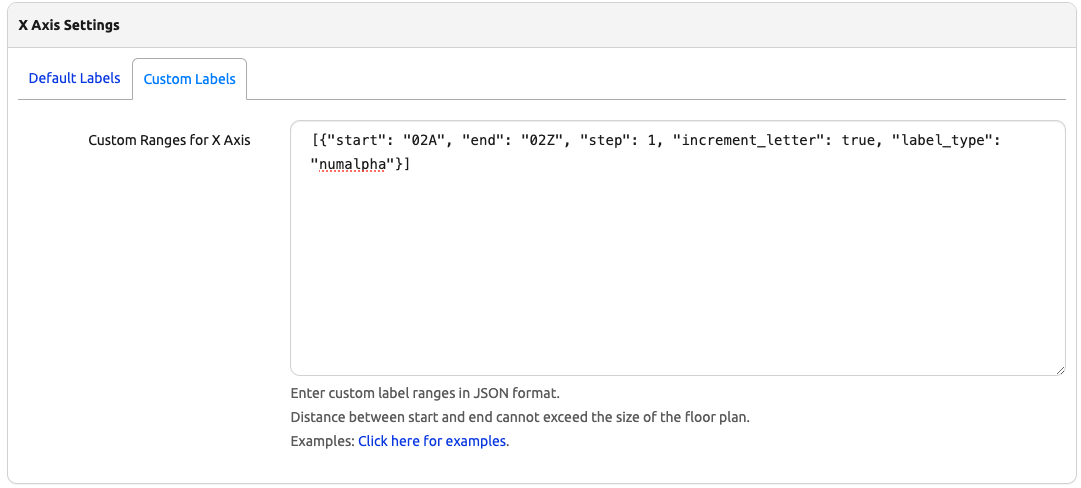 X Axis Settings
Default Labels
Custom Labels
Custom Ranges for X Axis
[{"start": "02A", "end": "02Z", "step": 1, "increment_letter": true, "label_type":
"numalpha"}]
Enter custom label ranges in JSON format.
Distance between start and end cannot exceed the size of the floor plan.
Examples: Click here for examples.